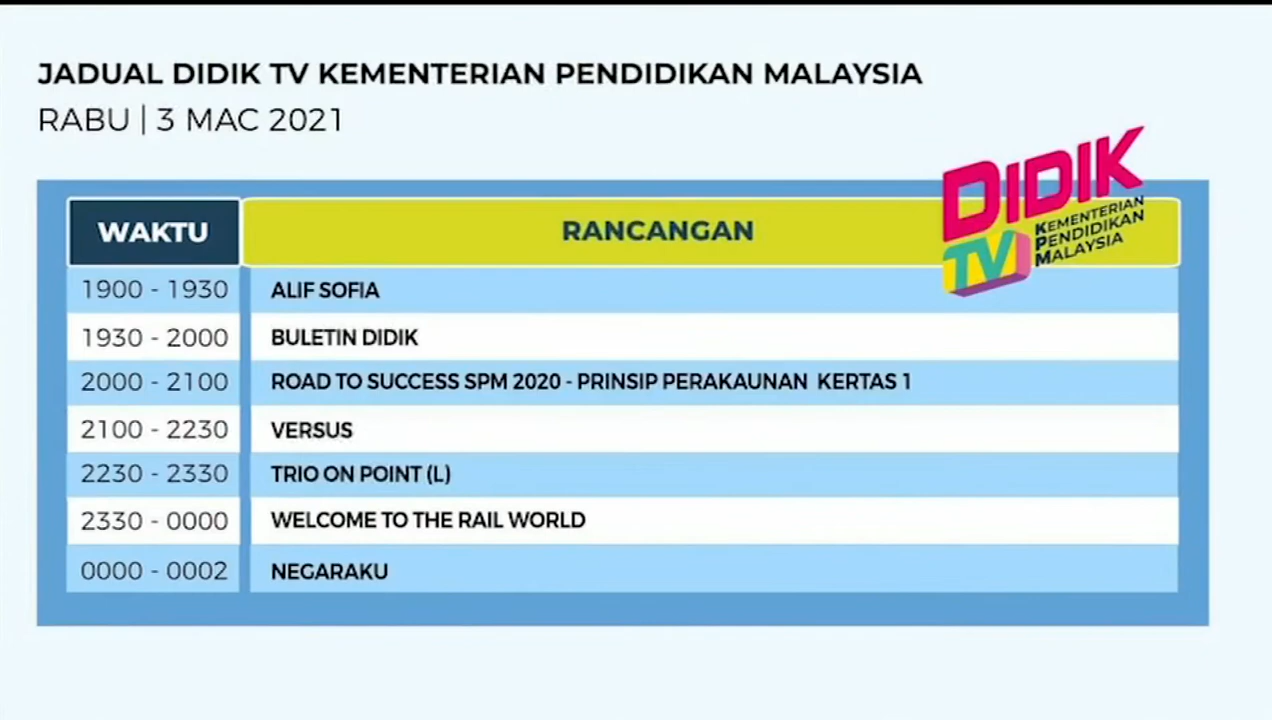 JADUAL DIDIK TV KEMENTERIAN PENDIDIKAN MALAYSIA
RABU | 3 MAC 2021
DIDIK
TV
KEMENTERIAN
PENDIDIKAN
MALAYSIA
WAKTU RANCANGAN
1900 - 1930 ALIF SOFIA
1930 - 2000 BULETIN DIDIK
2000 - 2100 ROAD TO SUCCESS SPM 2020 - PRINSIP PERAKAUNAN KERTAS 1
2100 - 2230 VERSUS
2230 - 2330 TRIO ON POINT (L)
2330 - 0000 WELCOME TO THE RAIL WORLD
0000 - 0002 NEGARAKU